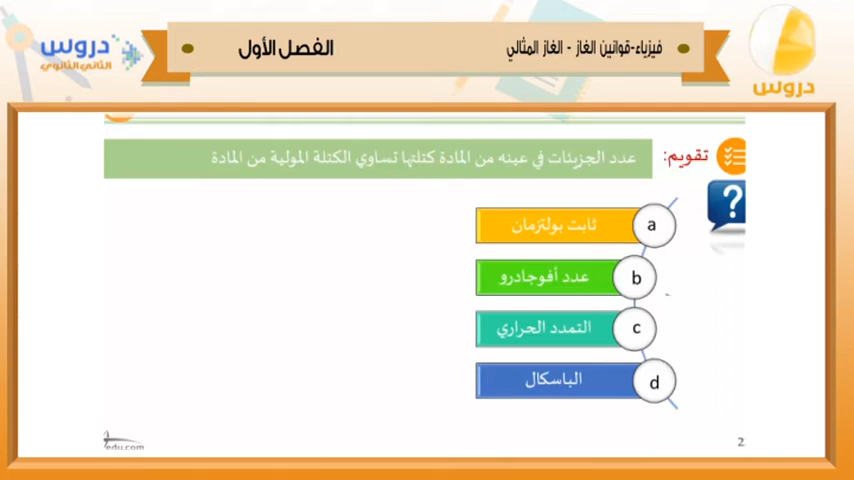 دروس
الثاني الثانوي
الفصل الأول
فيزياء-قوانين الغاز - الغاز المثالي
دروس
تقويم:
عدد الجزيئات في عينه من المادة كتلتها تساوي الكتلة المولية من المادة
?
a ثابت بولتزمان
b عدد أفوجادرو
c التمدد الحراري
d الباسكال
edu.com
2